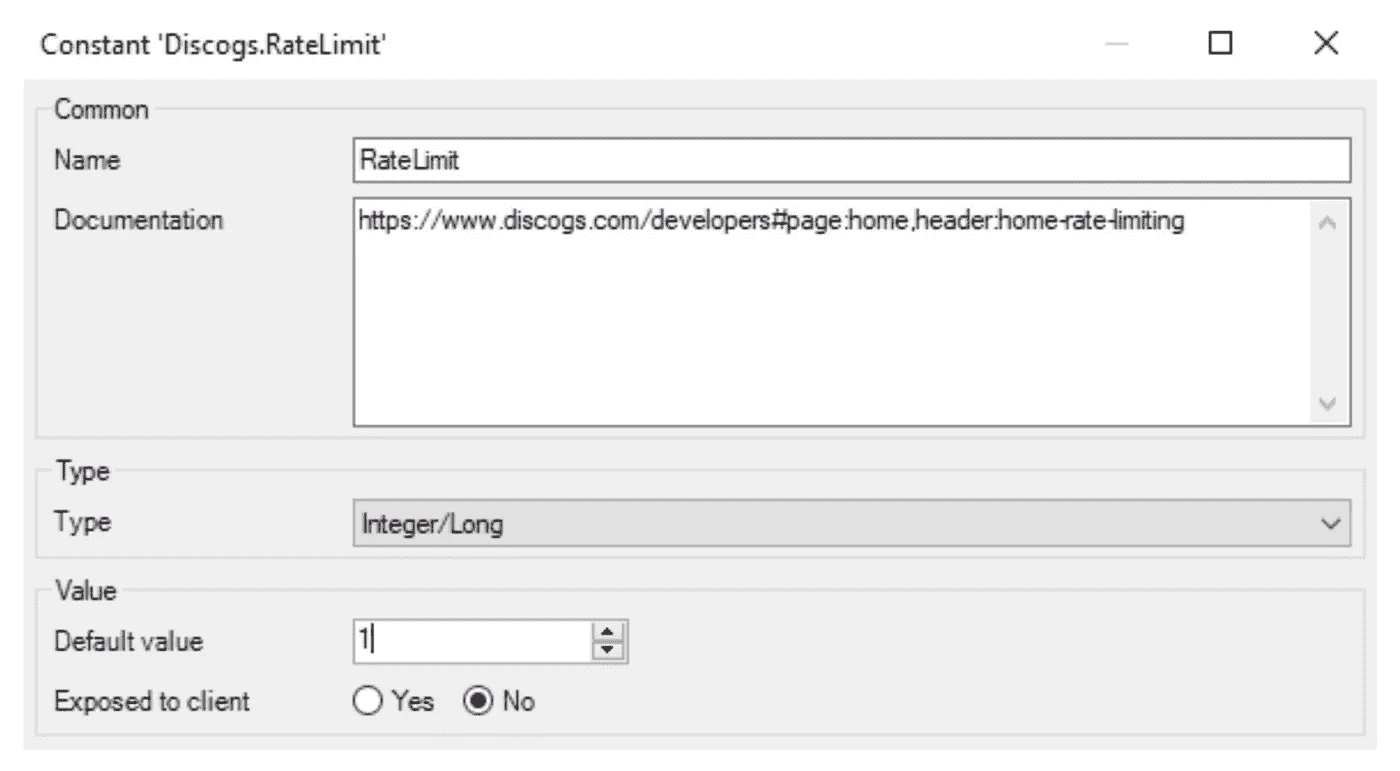 Constant 'Discogs.RateLimit'
Common
Name RateLimit
Documentation https://www.discogs.com/developers#page:home,header:home-rate-limiting
Type
Type Integer/Long
Value
Default value 1
Exposed to client Yes No